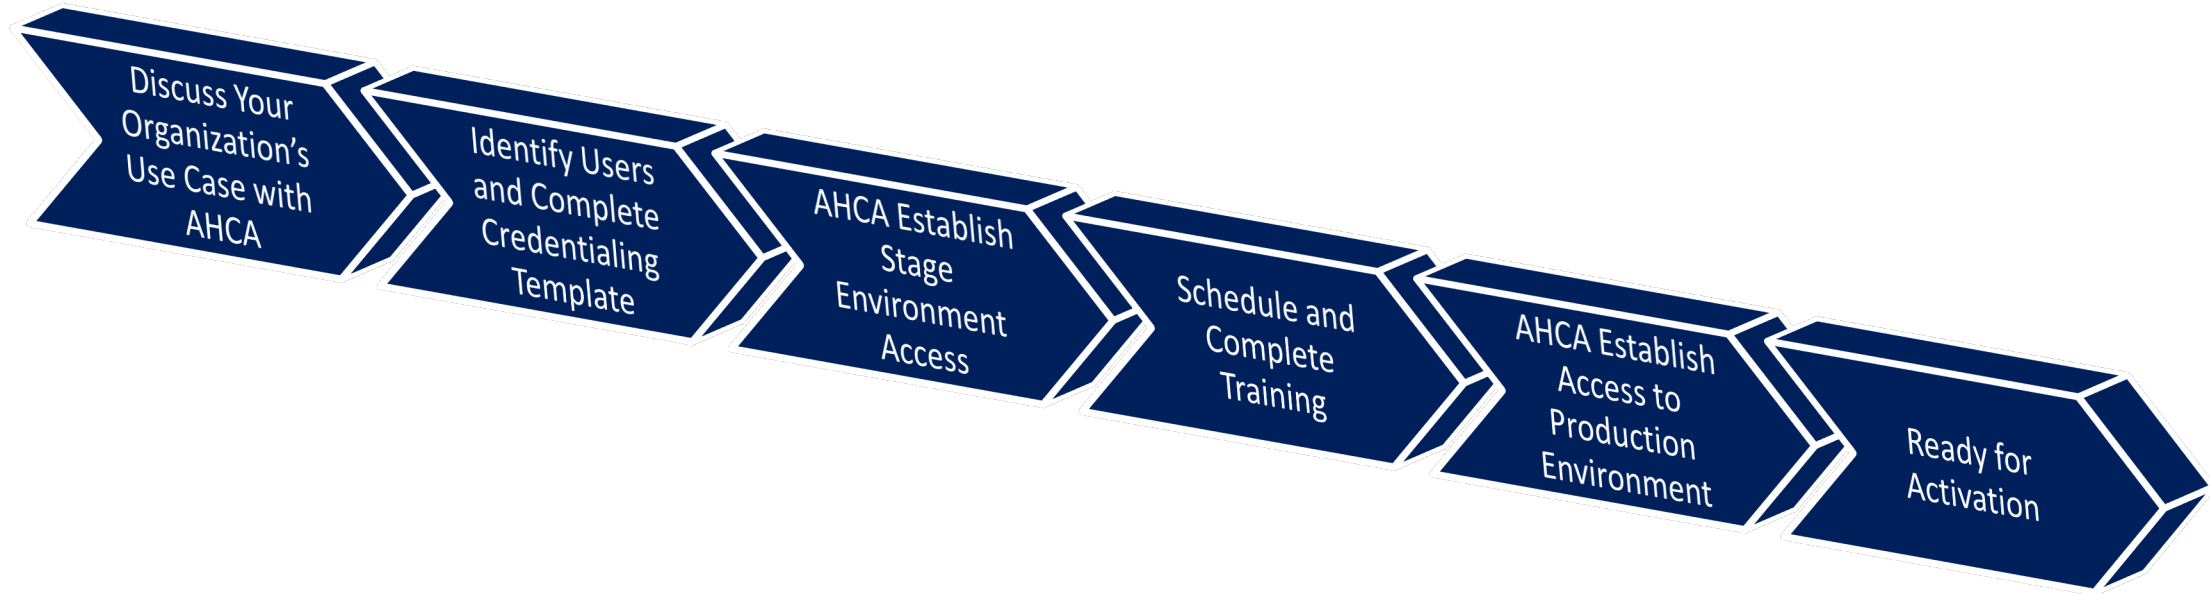 Discuss Your
Organization's
Use Case with
AHCA
Identify Users
and Complete
Credentialing
Template
AHCA Establish
Stage
Environment
Access
Schedule and
Complete
Training
AHCA Establish
Access to
Production
Environment
Ready for
Activation